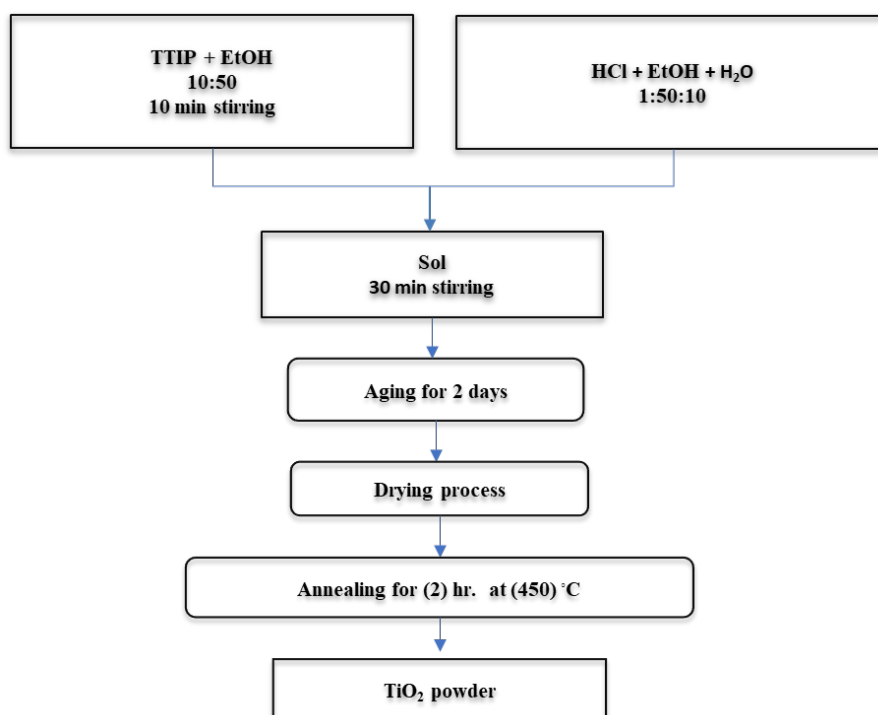 TTIP + EtOH
10:50
10 min stirring
HCl + EtOH + H₂O
1:50:10
Sol
30 min stirring
Aging for 2 days
Drying process
Annealing for (2) hr. at (450) °C
TiO₂ powder